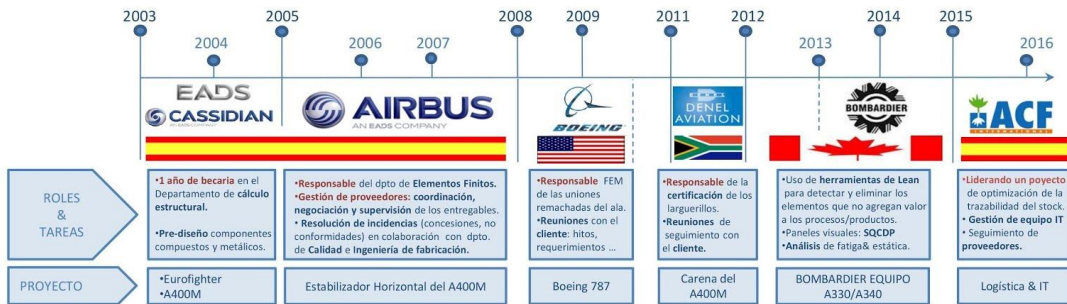 2003
2005
2008
2009
2011
2012
2014
2015
2004
2006
2007
2013
2016
EADS
CASSIDIAN
AN EADS COMPANY
AIRBUS
AN EADS COMPANY
BOEING
DENEL
AVIATION
BOMBARDIER
ACF
INTERNATIONAL
ROLES
&
TAREAS
•1 año de becaria en el
Departamento de cálculo
estructural.
•Pre-diseño componentes
compuestos y metálicos.
•Responsable del dpto de Elementos Finitos.
•Gestión de proveedores: coordinación,
negociación y supervisión de los entregables.
• Resolución de incidencias (concesiones, no
conformidades) en colaboración con dpto.
de Calidad e Ingeniería de fabricación.
•Responsable FEM
de las uniones
remachadas del ala.
•Reuniones con el
cliente: hitos,
requerimientos ...
•Responsable de la
certificación de los
larguerillos.
•Reuniones de
seguimiento con
el cliente.
•Uso de herramientas de Lean
para detectar y eliminar los
elementos que no agregan valor
a los procesos/productos.
•Paneles visuales: SQCDP
•Análisis de fatiga& estática.
•Liderando un poyecto
de optimización de la
trazabilidad del stock.
• Gestión de equipo IT
• Seguimiento de
proveedores.
PROYECTO
•Eurofighter
•A400M
Estabilizador Horizontal del A400M
Boeing 787
Carena del
A400M
BOMBARDIER EQUIPO
A330/A340
Logística & IT